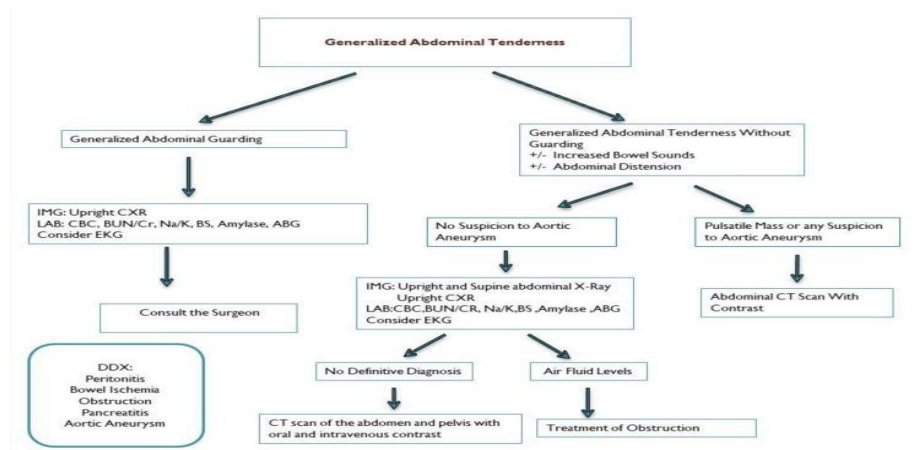 Generalized Abdominal Tenderness
Generalized Abdominal Guarding
Generalized Abdominal Tenderness Without
Guarding
+/- Increased Bowel Sounds
+/- Abdominal Distension
IMG: Upright CXR
LAB: CBC, BUN/Cr, Na/K, BS, Amylase, ABG
Consider EKG
No Suspicion to Aortic
Aneurysm
Pulsatile Mass or any Suspicion
to Aortic Aneurysm
Consult the Surgeon
IMG: Upright and Supine abdominal X-Ray
Upright CXR
LAB:CBC,BUN/CR, Na/K,BS ,Amylase ,ABG
Consider EKG
Abdominal CT Scan With
Contrast
DDX:
Peritonitis
Bowel Ischemia
Obstruction
Pancreatitis
Aortic Aneurysm
No Definitive Diagnosis
Air Fluid Levels
CT scan of the abdomen and pelvis with
oral and intravenous contrast
Treatment of Obstruction